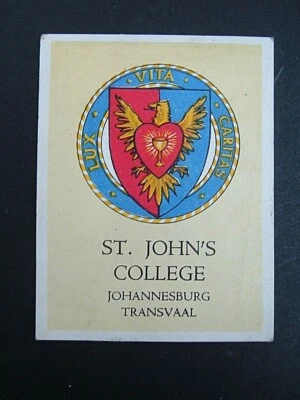 LUX · VITA · CARITAS
ST. JOHN'S
COLLEGE
JOHANNESBURG
TRANSVAAL